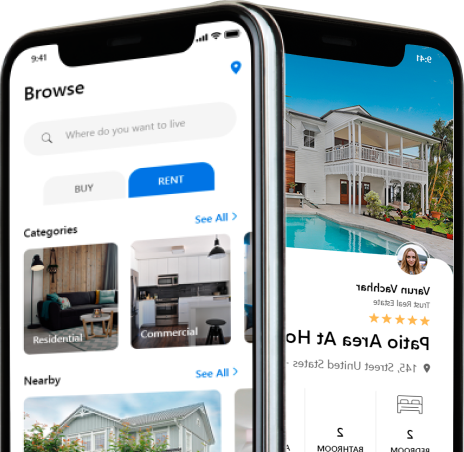 9:41
Browse
Where do you want to live
BUY
RENT
Categories
See All >
Residential
Commercial
Nearby
See All >
9:41
Varun Vachhar
Trust Real Estate
Patio Area At Ho
145, Street United States -
2
BEDROOM
2
BATHROOM